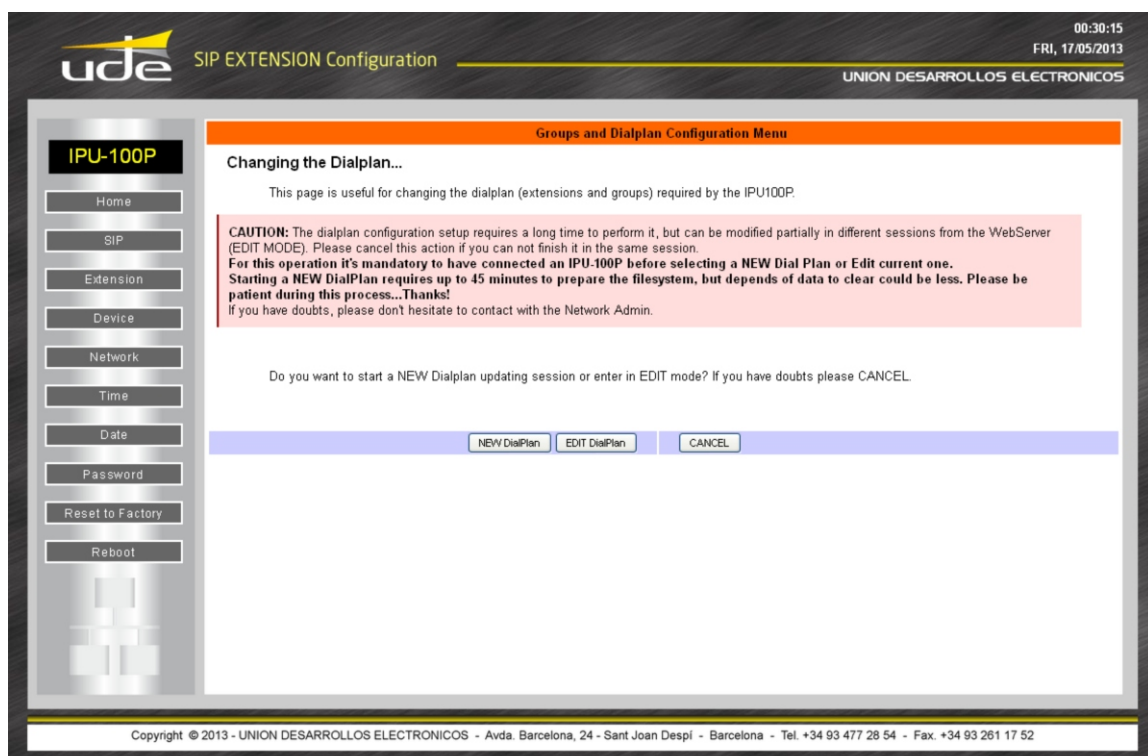 00:30:15
FRI, 17/05/2013
ude
SIP EXTENSION Configuration
UNION DESARROLLOS ELECTRONICOS
IPU-100P
Home
SIP
Extension
Device
Network
Time
Date
Password
Reset to Factory
Reboot
Groups and Dialplan Configuration Menu
Changing the Dialplan...
This page is useful for changing the dialplan (extensions and groups) required by the IPU100P.
CAUTION: The dialplan configuration setup requires a long time to perform it, but can be modified partially in different sessions from the WebServer
(EDIT MODE). Please cancel this action if you can not finish it in the same session.
For this operation it's mandatory to have connected an IPU-100P before selecting a NEW Dial Plan or Edit current one.
Starting a NEW DialPlan requires up to 45 minutes to prepare the filesystem, but depends of data to clear could be less. Please be
patient during this process...Thanks!
If you have doubts, please don't hesitate to contact with the Network Admin.
Do you want to start a NEW Dialplan updating session or enter in EDIT mode? If you have doubts please CANCEL.
NEW DialPlan EDIT DialPlan CANCEL
Copyright © 2013 - UNION DESARROLLOS ELECTRONICOS - Avda. Barcelona, 24 - Sant Joan Despí - Barcelona - Tel. +34 93 477 28 54 - Fax. +34 93 261 17 52